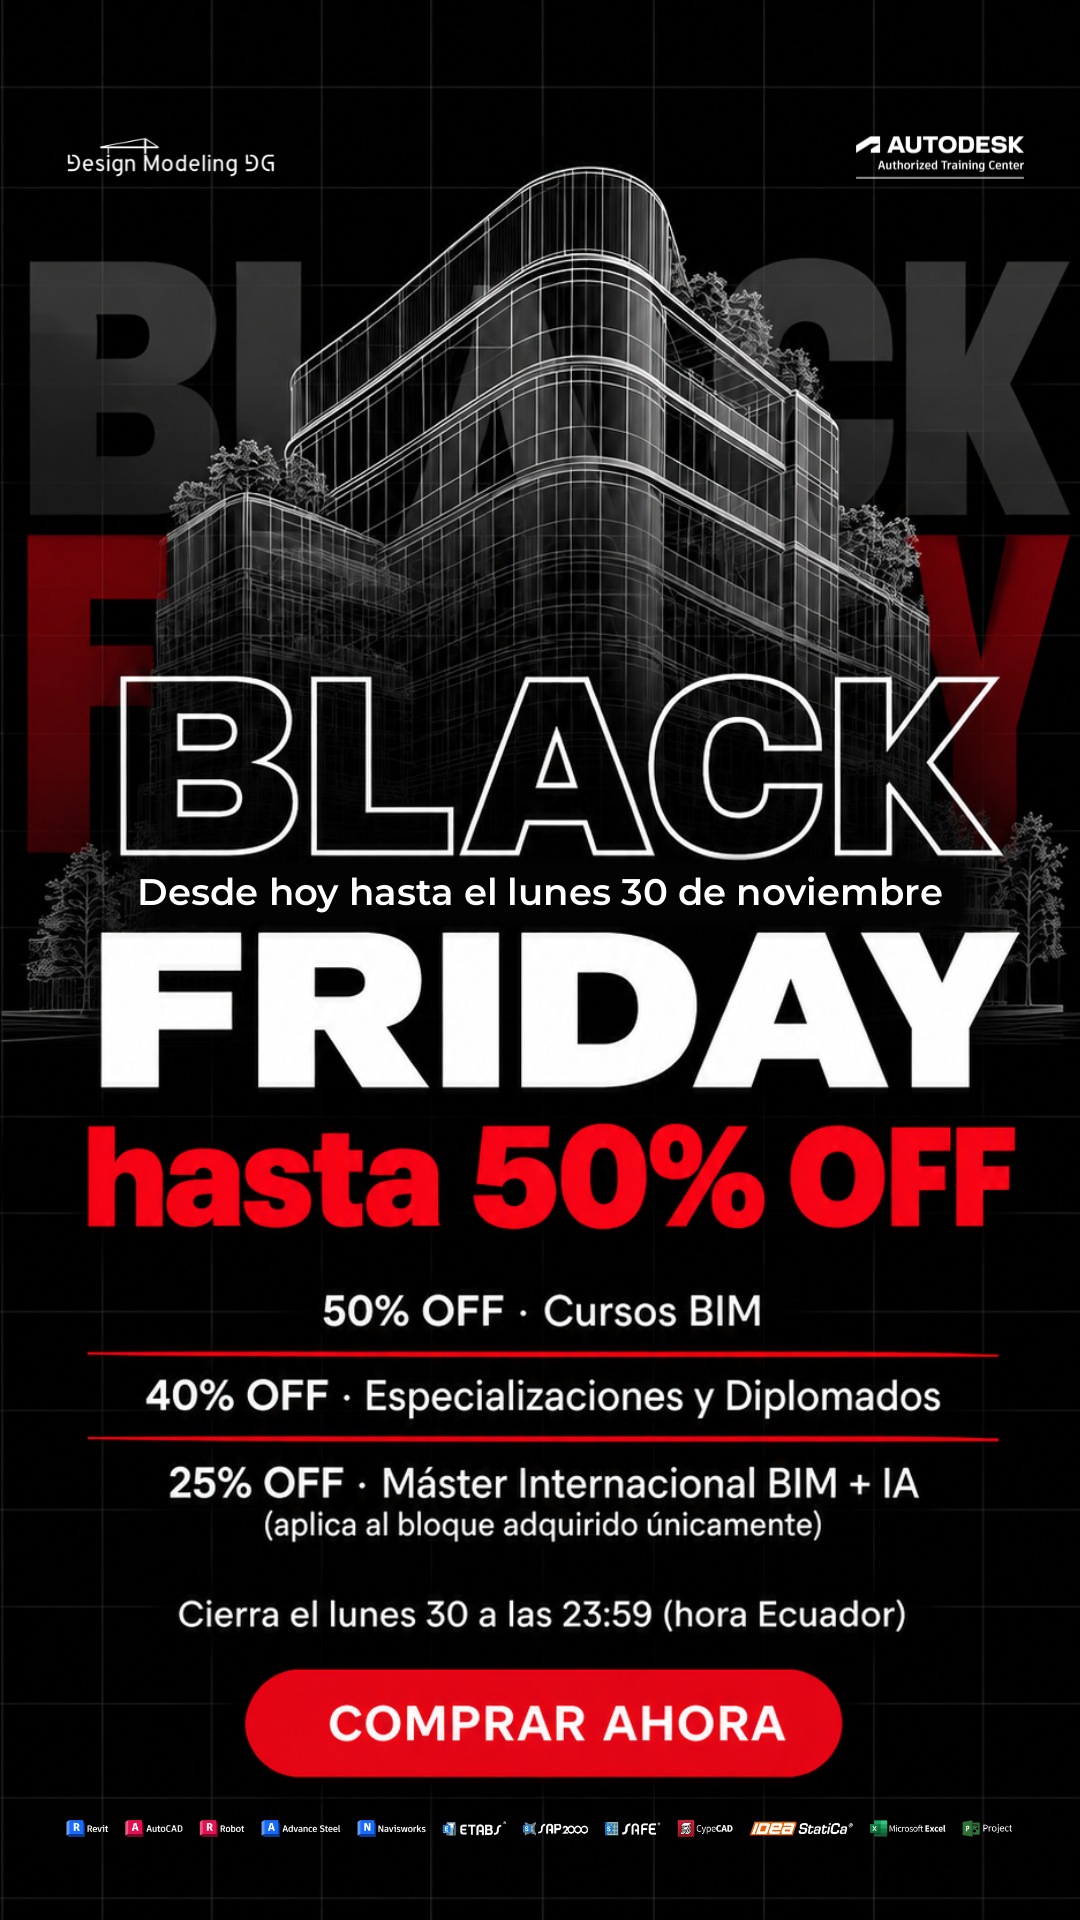 Design Modeling DG
AUTODESK
Authorized Training Center
BLACK
BLACK
Desde hoy hasta el lunes 30 de noviembre
FRIDAY
hasta 50% OFF
50% OFF · Cursos BIM
40% OFF · Especializaciones y Diplomados
25% OFF · Máster Internacional BIM + IA
(aplica al bloque adquirido únicamente)
Cierra el lunes 30 a las 23:59 (hora Ecuador)
COMPRAR AHORA
R Revit A AutoCAD R Robot A Advance Steel N Navisworks ETABS SAP2000 SAFE® CypeCAD IDEA StatiCa® Microsoft Excel Project